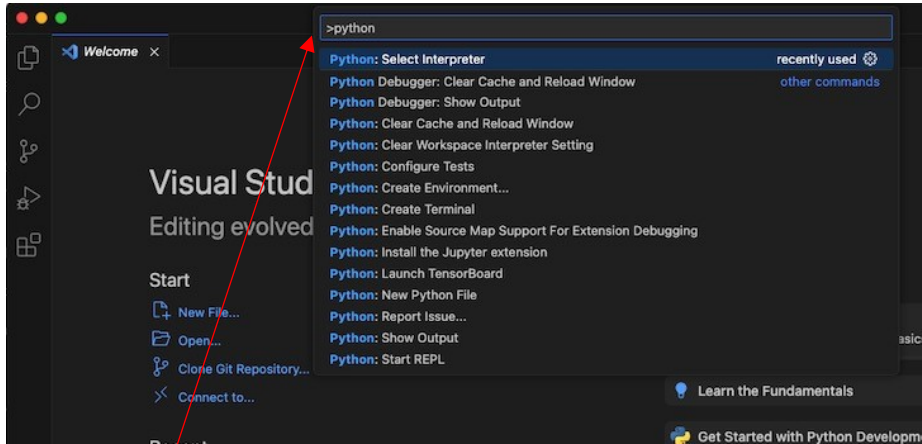 >python
Welcome
Python: Select Interpreter recently used
Python Debugger: Clear Cache and Reload Window other commands
Python Debugger: Show Output
Python: Clear Cache and Reload Window
Python: Clear Workspace Interpreter Setting
Python: Configure Tests
Python: Create Environment...
Python: Create Terminal
Python: Enable Source Map Support For Extension Debugging
Python: Install the Jupyter extension
Python: Launch TensorBoard
Python: New Python File
Python: Report Issue...
Python: Show Output
Python: Start REPL
Visual Stud
Editing evolved
Start
New File...
Open...
Clone Git Repository...
Connect to...
asic
Learn the Fundamentals
Get Started with Python Developm